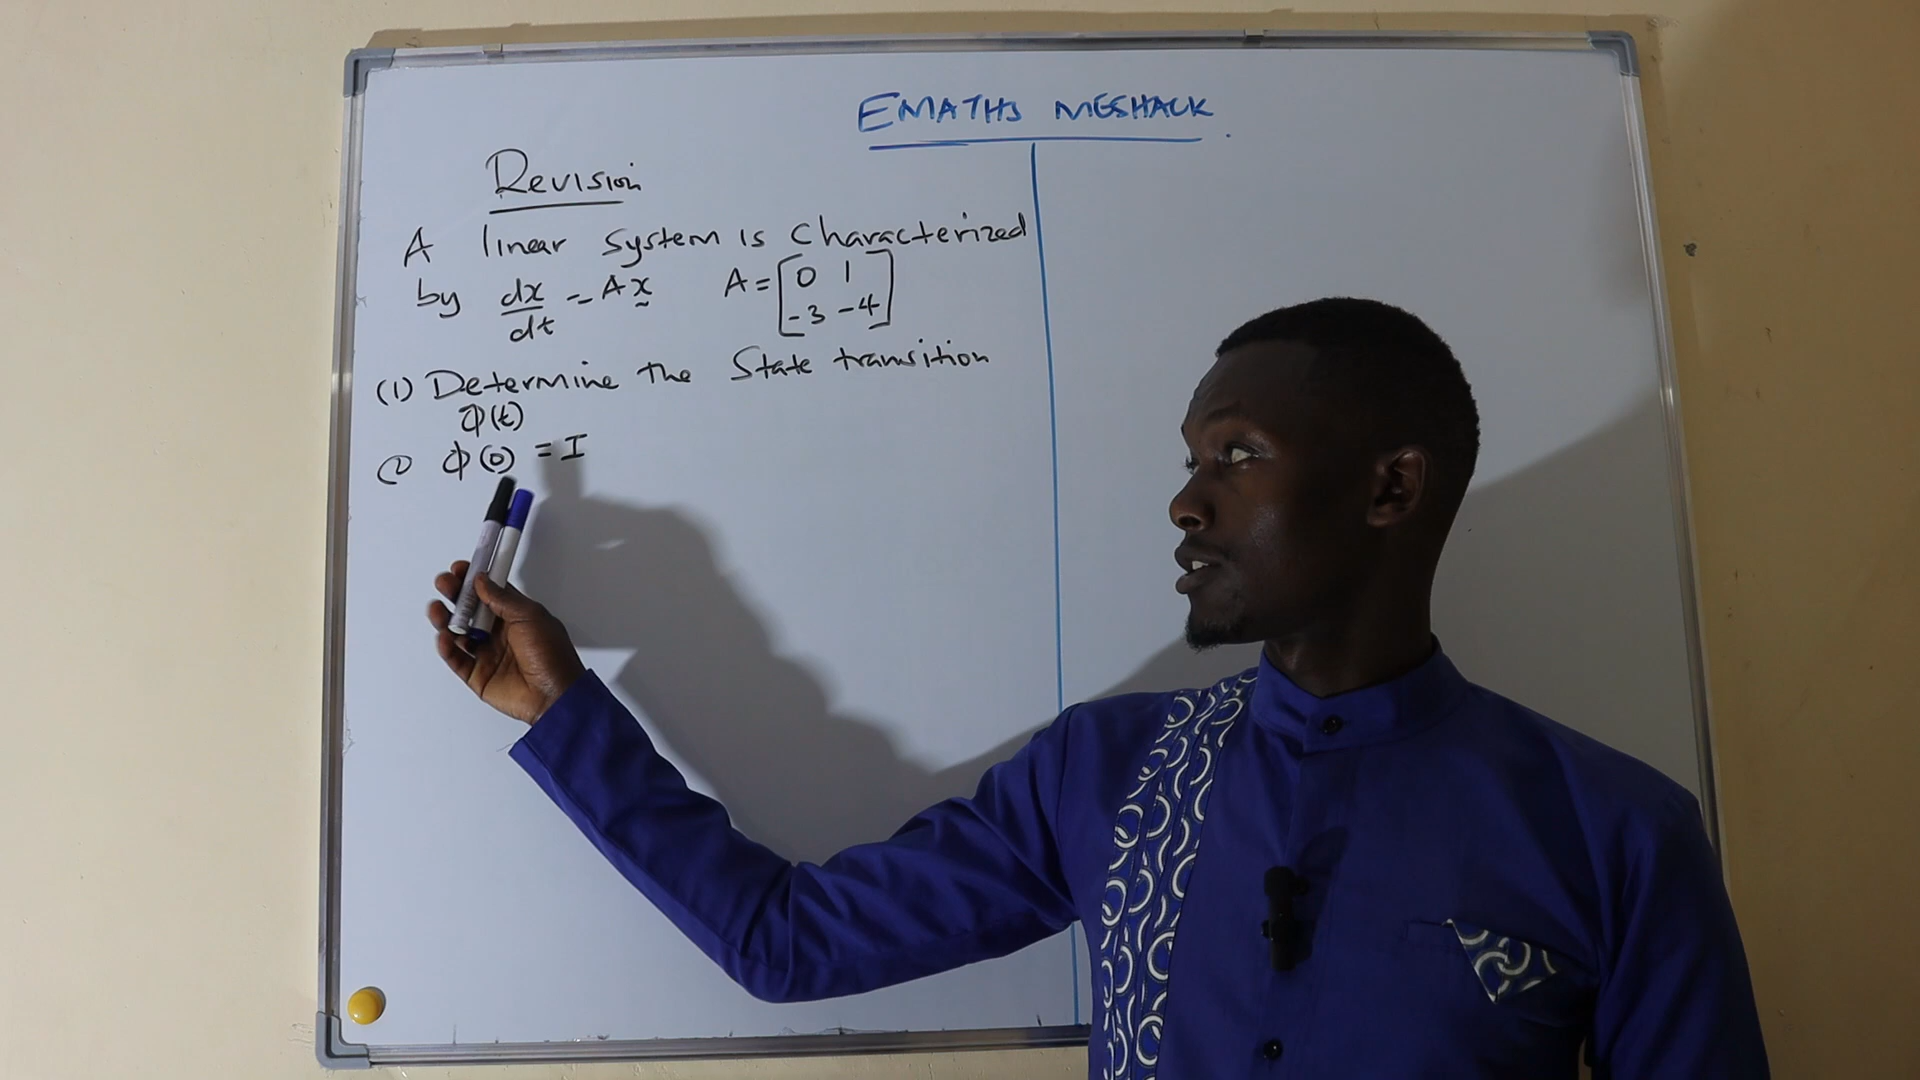 EMATHS MESHACK
Revision
A linear system is Characterized
by dx/dt = Ax A = [0 1
-3 -4]
(1) Determine the State transition
φ(t)
(2) φ(0) = I